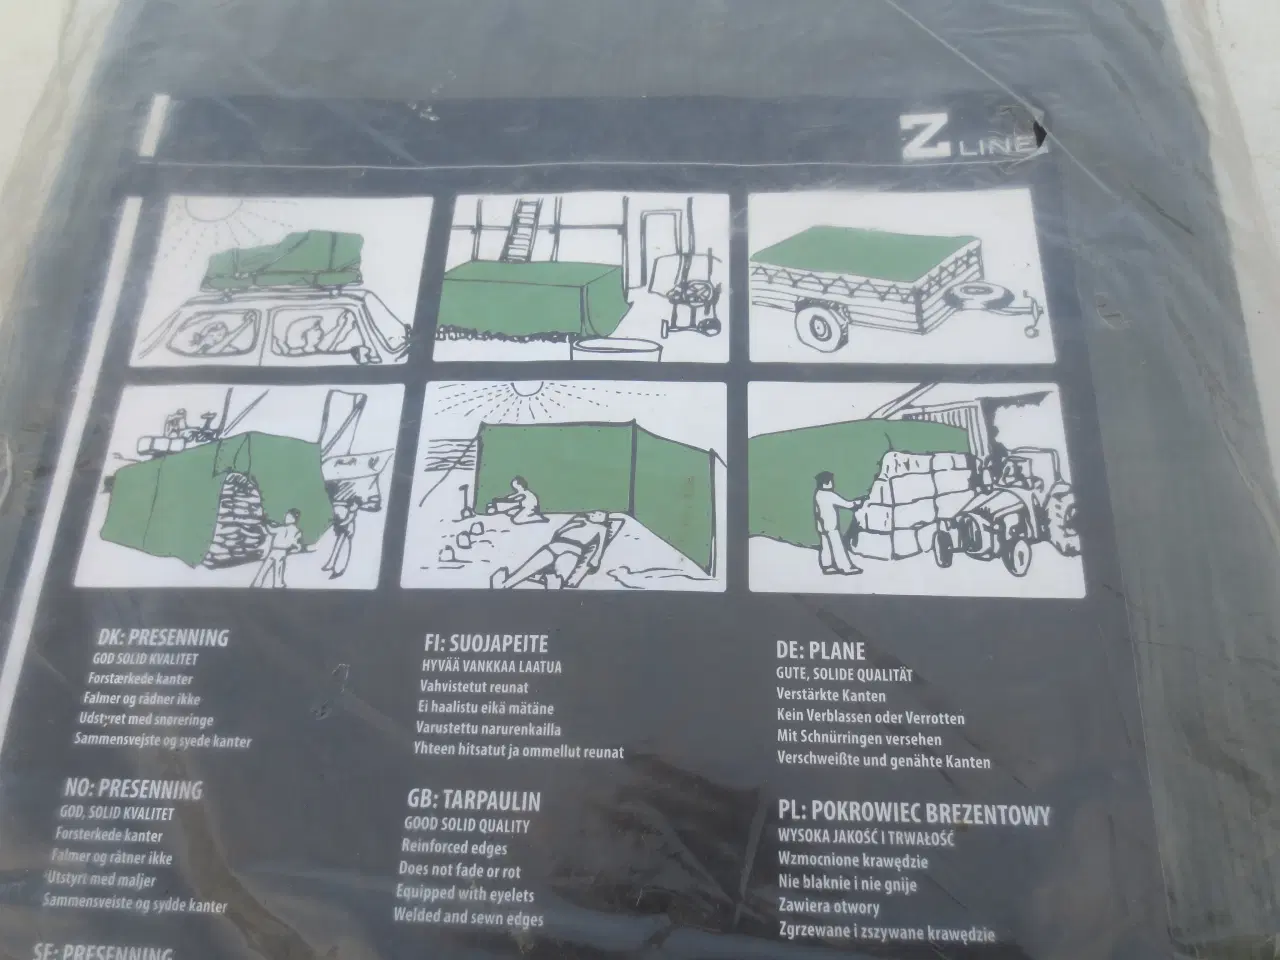 Z LINE
DK: PRESENNING
GOD SOLID KVALITET
Forstærkede kanter
Falmer og rådner ikke
Udstyret med snøreringe
Sammensvejste og syede kanter
NO: PRESENNING
GOD, SOLID KVALITET
Forsterkede kanter
Falmer og råtner ikke
Utstyrt med maljer
Sammensveiste og sydde kanter
SE: PRESENNING
FI: SUOJAPEITE
HYVÄÄ VANKKAA LAATUA
Vahvistetut reunat
Ei haalistu eikä mätäne
Varustettu narurenkailla
Yhteen hitsatut ja ommellut reunat
GB: TARPAULIN
GOOD SOLID QUALITY
Reinforced edges
Does not fade or rot
Equipped with eyelets
Welded and sewn edges
DE: PLANE
GUTE, SOLIDE QUALITÄT
Verstärkte Kanten
Kein Verblassen oder Verrotten
Mit Schnürringen versehen
Verschweißte und genähte Kanten
PL: POKROWIEC BREZENTOWY
WYSOKA JAKOŚĆ I TRWAŁOŚĆ
Wzmocnione krawędzie
Nie blaknie i nie gnije
Zawiera otwory
Zgrzewane i zszywane krawędzie